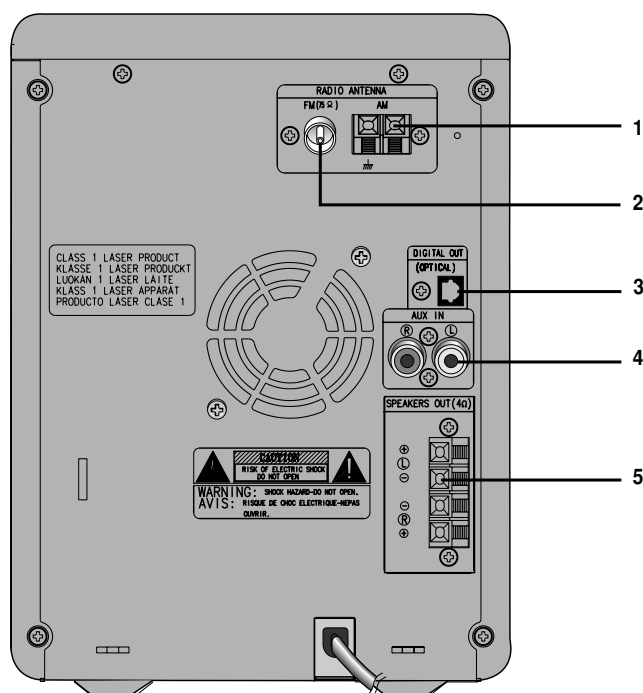 RADIO ANTENNA
FM(75 Ω)
AM
1
2
CLASS 1 LASER PRODUCT
KLASSE 1 LASER PRODUCKT
LUOKAN 1 LASER LAITE
KLASS 1 LASER APPARAT
PRODUCTO LASER CLASE 1
DIGITAL OUT
(OPTICAL)
3
AUX IN
R L
4
SPEAKERS OUT(4Ω)
+
L
-
5
-
R
+
CAUTION
RISK OF ELECTRIC SHOCK
DO NOT OPEN
WARNING: SHOCK HAZARD-DO NOT OPEN.
AVIS: RISQUE DE CHOC ELECTRIQUE-NEPAS
OUVRIR.